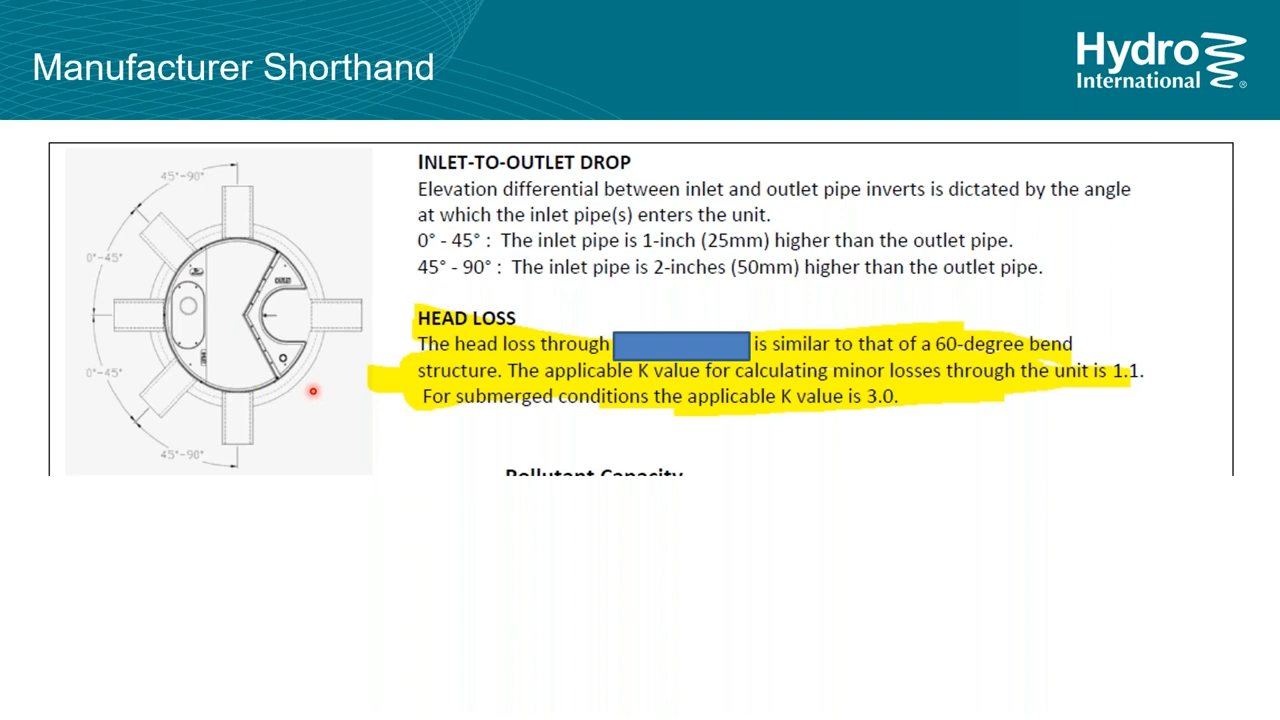 Manufacturer Shorthand
Hydro
International
®
INLET-TO-OUTLET DROP
Elevation differential between inlet and outlet pipe inverts is dictated by the angle
at which the inlet pipe(s) enters the unit.
0° - 45° : The inlet pipe is 1-inch (25mm) higher than the outlet pipe.
45° - 90° : The inlet pipe is 2-inches (50mm) higher than the outlet pipe.
HEAD LOSS
The head loss through is similar to that of a 60-degree bend
structure. The applicable K value for calculating minor losses through the unit is 1.1.
For submerged conditions the applicable K value is 3.0.
Pollutant Capacity
45°-90°
0°-45°
0°-45°
45°-90°
OUTLET